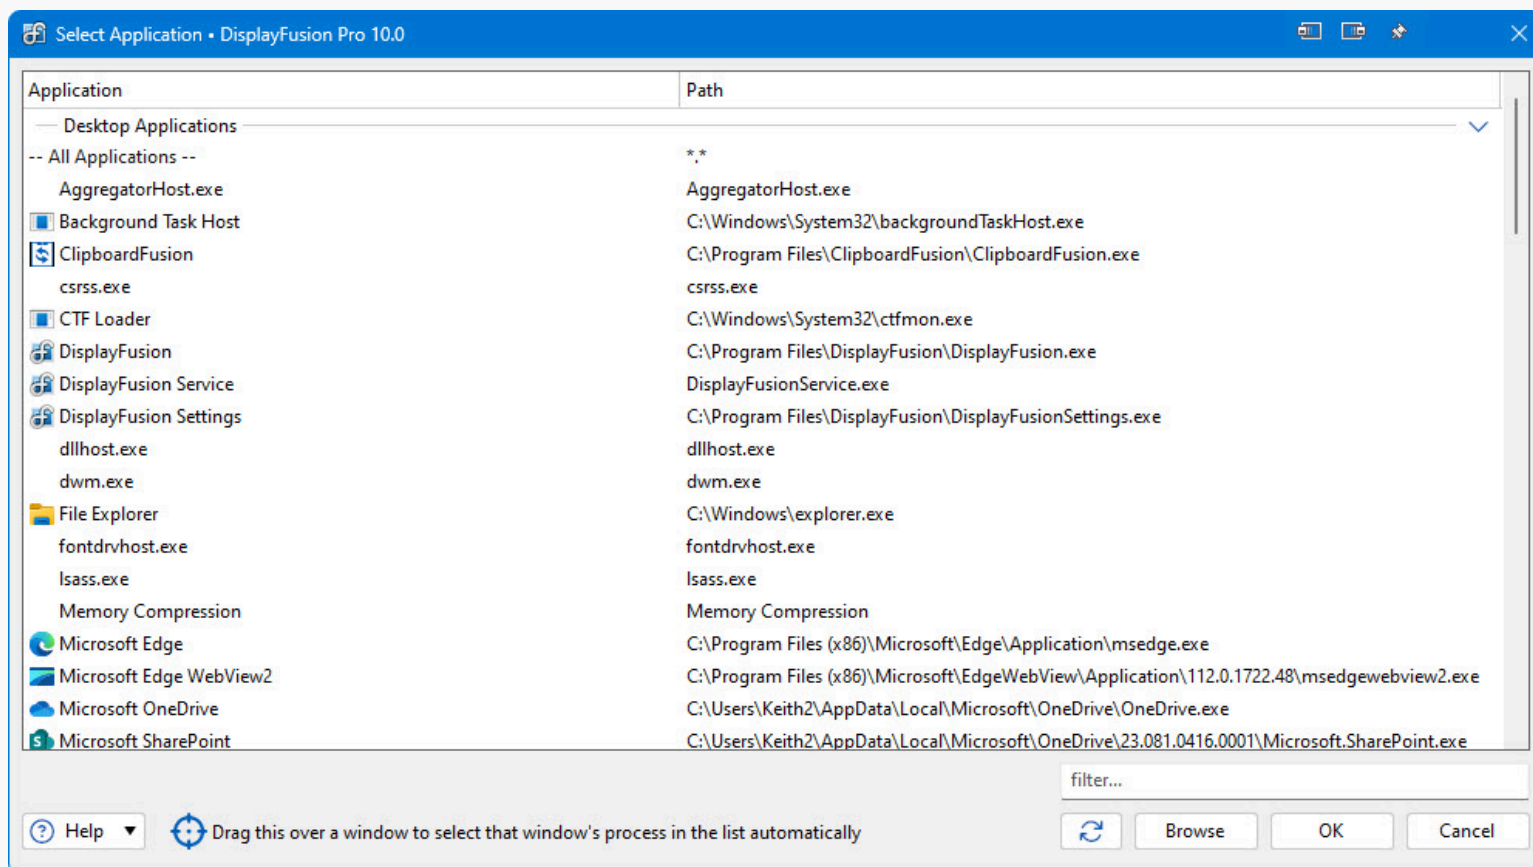 Select Application • DisplayFusion Pro 10.0
Application Path
Desktop Applications
-- All Applications -- *.*
AggregatorHost.exe AggregatorHost.exe
Background Task Host C:\Windows\System32\backgroundTaskHost.exe
ClipboardFusion C:\Program Files\ClipboardFusion\ClipboardFusion.exe
csrss.exe csrss.exe
CTF Loader C:\Windows\System32\ctfmon.exe
DisplayFusion C:\Program Files\DisplayFusion\DisplayFusion.exe
DisplayFusion Service DisplayFusionService.exe
DisplayFusion Settings C:\Program Files\DisplayFusion\DisplayFusionSettings.exe
dllhost.exe dllhost.exe
dwm.exe dwm.exe
File Explorer C:\Windows\explorer.exe
fontdrvhost.exe fontdrvhost.exe
lsass.exe lsass.exe
Memory Compression Memory Compression
Microsoft Edge C:\Program Files (x86)\Microsoft\Edge\Application\msedge.exe
Microsoft Edge WebView2 C:\Program Files (x86)\Microsoft\EdgeWebView\Application\112.0.1722.48\msedgewebview2.exe
Microsoft OneDrive C:\Users\Keith2\AppData\Local\Microsoft\OneDrive\OneDrive.exe
Microsoft SharePoint C:\Users\Keith2\AppData\Local\Microsoft\OneDrive\23.081.0416.0001\Microsoft.SharePoint.exe
filter...
Help Drag this over a window to select that window's process in the list automatically Browse OK Cancel